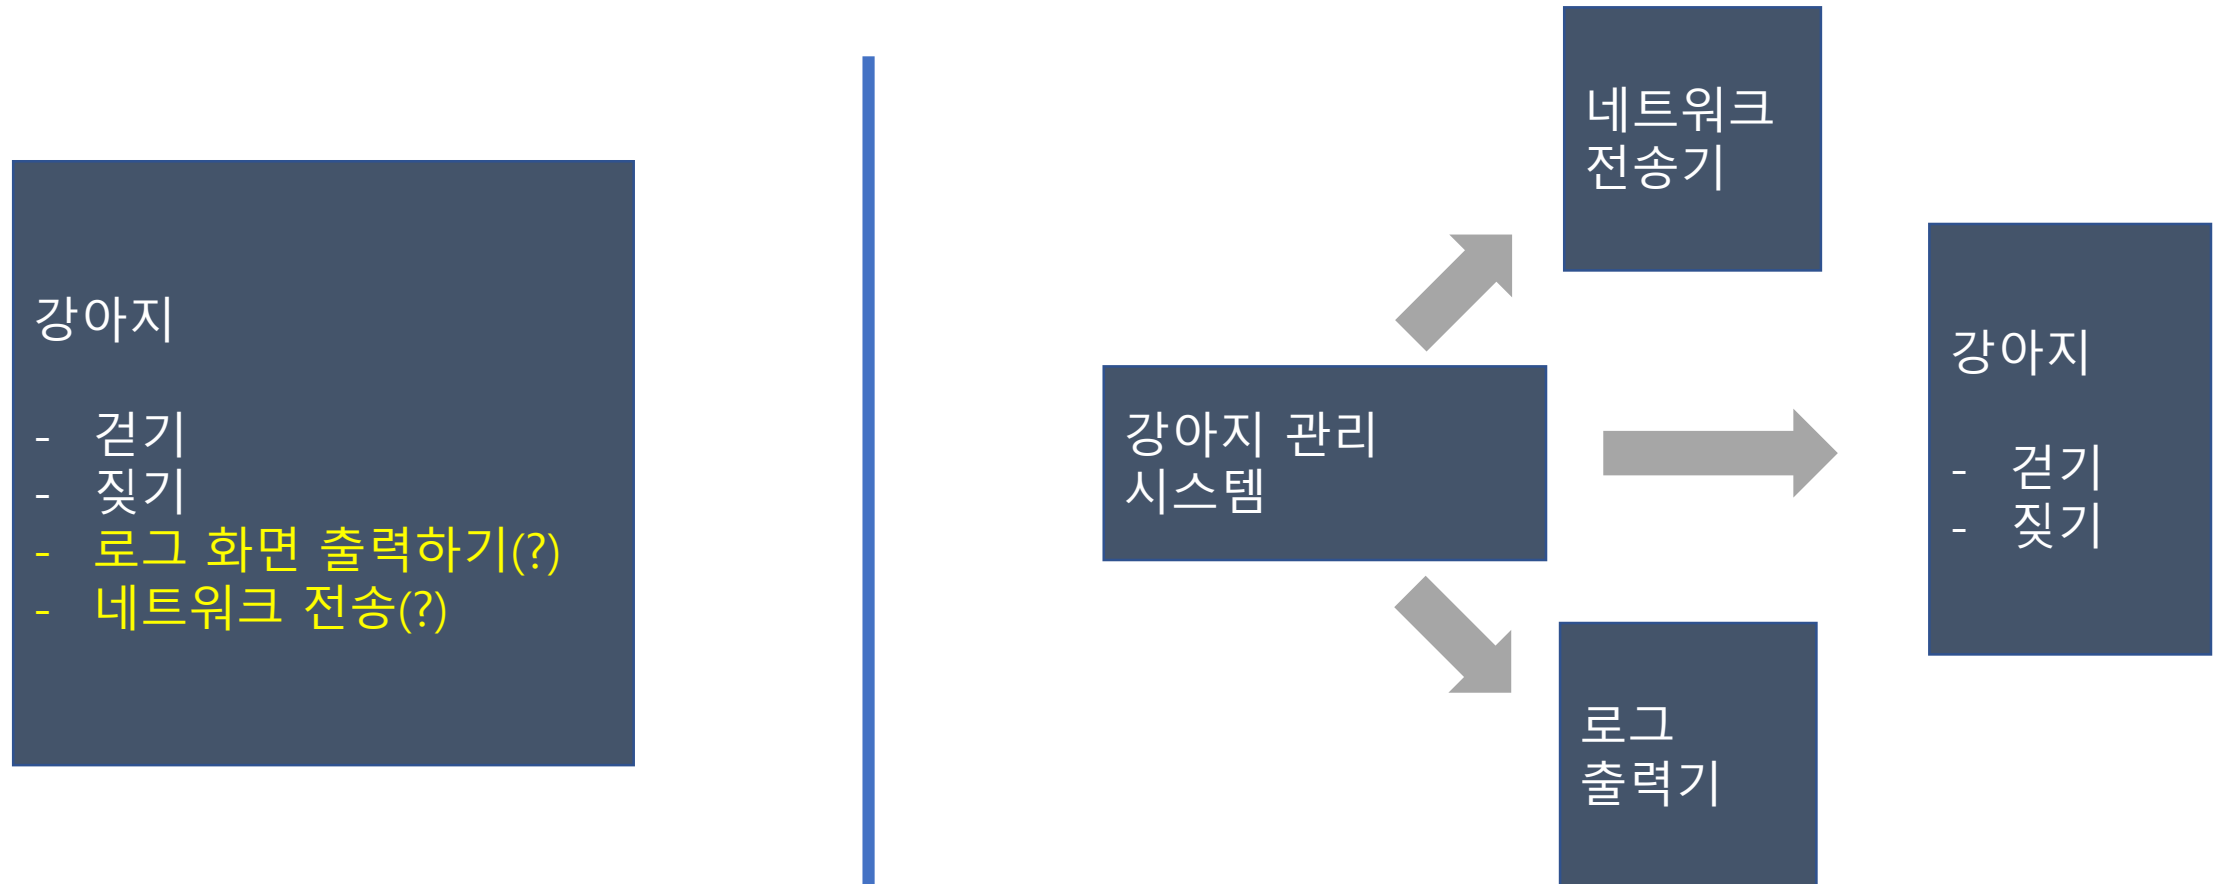 강아지
- 걷기
- 짖기
- 로그 화면 출력하기(?)
- 네트워크 전송(?)
네트워크
전송기
강아지 관리
시스템
강아지
- 걷기
- 짖기
로그
출력기